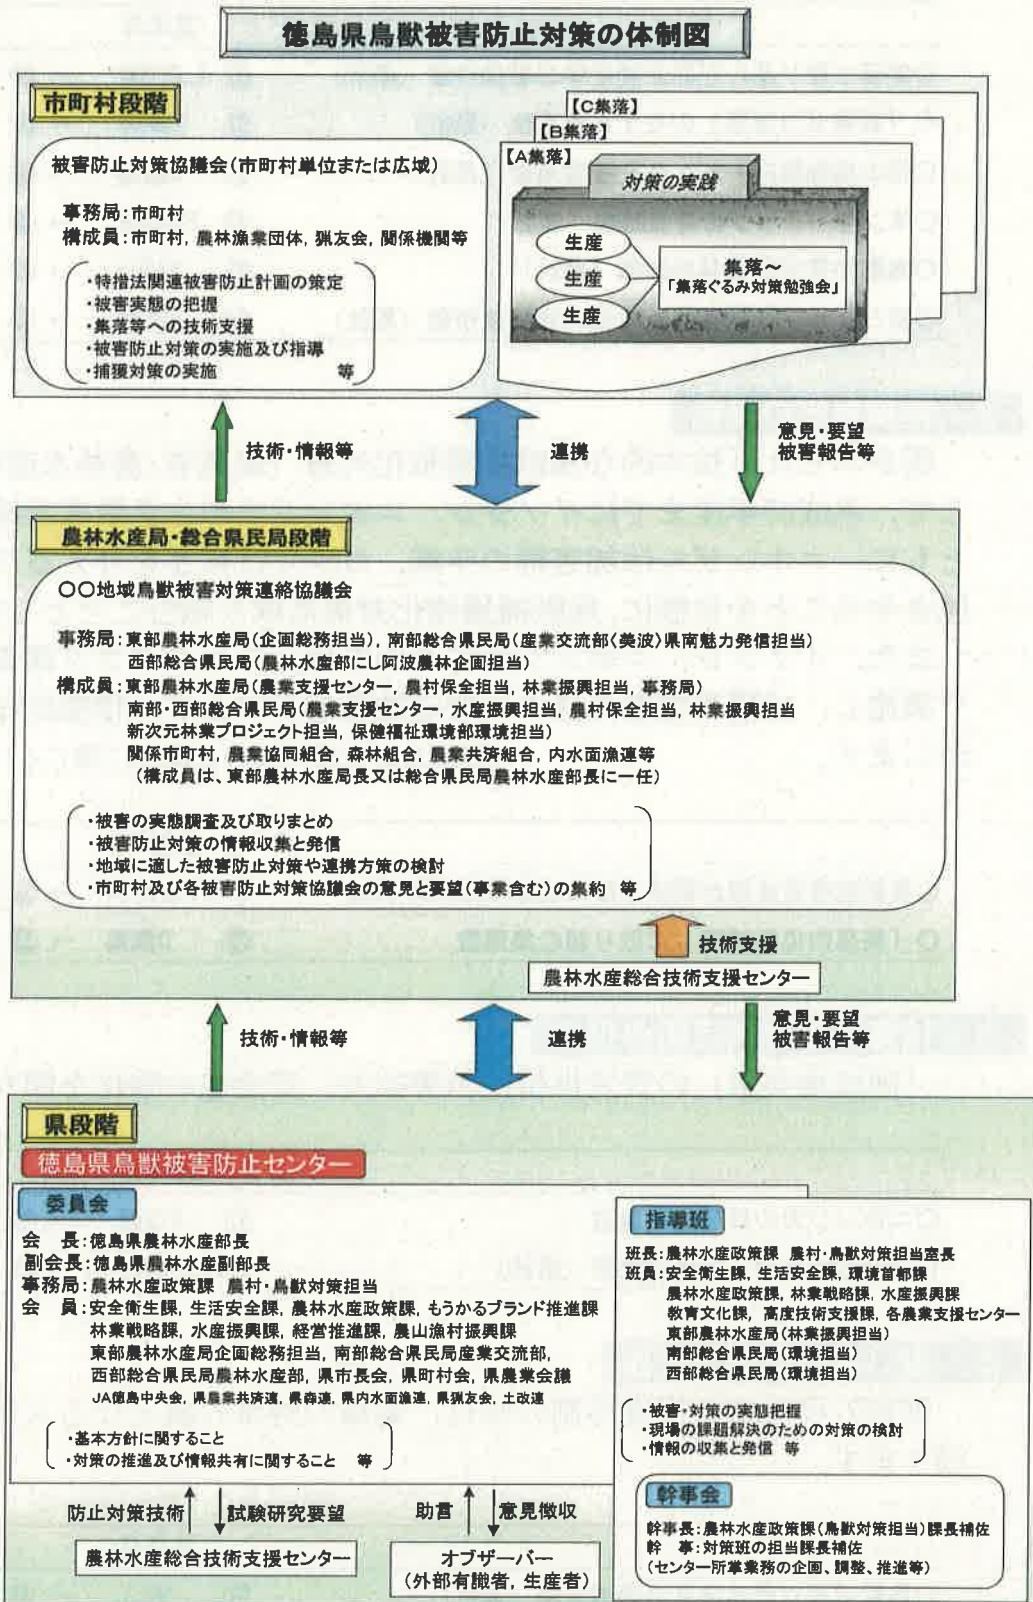 徳島県鳥獣被害防止対策の体制図
市町村段階
被害防止対策協議会(市町村単位または広域)
事務局:市町村
構成員:市町村, 農林漁業団体, 猟友会, 関係機関等
・特措法関連被害防止計画の策定
・被害実態の把握
・集落等への技術支援
・被害防止対策の実施及び指導
・捕獲対策の実施 等
【C集落】
【B集落】
【A集落】
対策の実践
生産
生産
生産
集落～
「集落ぐるみ対策勉強会」
技術・情報等
連携
意見・要望
被害報告等
農林水産局・総合県民局段階
〇〇地域鳥獣被害対策連絡協議会
事務局:東部農林水産局(企画総務担当), 南部総合県民局(産業交流部〈美波〉県南魅力発信担当)
西部総合県民局(農林水産部にし阿波農林企画担当)
構成員:東部農林水産局(農業支援センター, 農村保全担当, 林業振興担当, 事務局)
南部・西部総合県民局(農業支援センター, 水産振興担当, 農村保全担当, 林業振興担当
新次元林業プロジェクト担当, 保健福祉環境部環境担当)
関係市町村, 農業協同組合, 森林組合, 農業共済組合, 内水面漁連等
(構成員は、東部農林水産局長又は総合県民局農林水産部長に一任)
・被害の実態調査及び取りまとめ
・被害防止対策の情報収集と発信
・地域に適した被害防止対策や連携方策の検討
・市町村及び各被害防止対策協議会の意見と要望(事業含む)の集約 等
技術支援
農林水産総合技術支援センター
技術・情報等
連携
意見・要望
被害報告等
県段階
徳島県鳥獣被害防止センター
委員会
会 長:徳島県農林水産部長
副会長:徳島県農林水産副部長
事務局:農林水産政策課 農村・鳥獣対策担当
会 員:安全衛生課, 生活安全課, 農林水産政策課, もうかるブランド推進課
林業戦略課, 水産振興課, 経営推進課, 農山漁村振興課
東部農林水産局企画総務担当, 南部総合県民局産業交流部,
西部総合県民局農林水産部, 県市長会, 県町村会, 県農業会議
JA徳島中央会, 県農業共済連, 県森連, 県内水面漁連, 県猟友会, 土改連
・基本方針に関すること
・対策の推進及び情報共有に関すること 等
防止対策技術
試験研究要望
助言
意見徴収
農林水産総合技術支援センター
オブザーバー
(外部有識者, 生産者)
指導班
班長:農林水産政策課 農村・鳥獣対策担当室長
班員:安全衛生課, 生活安全課, 環境首都課
農林水産政策課, 林業戦略課, 水産振興課
教育文化課, 高度技術支援課, 各農業支援センター
東部農林水産局(林業振興担当)
南部総合県民局(環境担当)
西部総合県民局(環境担当)
・被害・対策の実態把握
・現場の課題解決のための対策の検討
・情報の収集と発信 等
幹事会
幹事長:農林水産政策課(鳥獣対策担当)課長補佐
幹 事:対策班の担当課長補佐
(センター所掌業務の企画、調整、推進等)